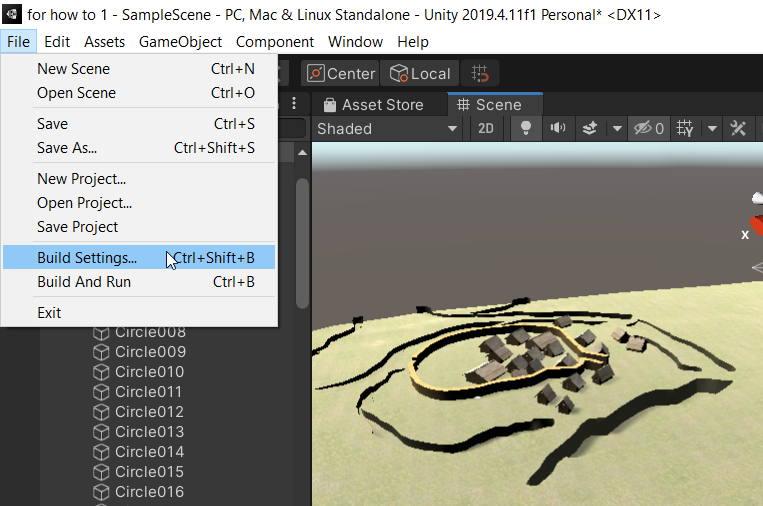 for how to 1 - SampleScene - PC, Mac & Linux Standalone - Unity 2019.4.11f1 Personal* <DX11>
File Edit Assets GameObject Component Window Help
New Scene Ctrl+N
Open Scene Ctrl+O
Save Ctrl+S
Save As... Ctrl+Shift+S
New Project...
Open Project...
Save Project
Build Settings... Ctrl+Shift+B
Build And Run Ctrl+B
Exit
Center Local
Asset Store Scene
Shaded 2D 0
x
Circle008
Circle009
Circle010
Circle011
Circle012
Circle013
Circle014
Circle015
Circle016